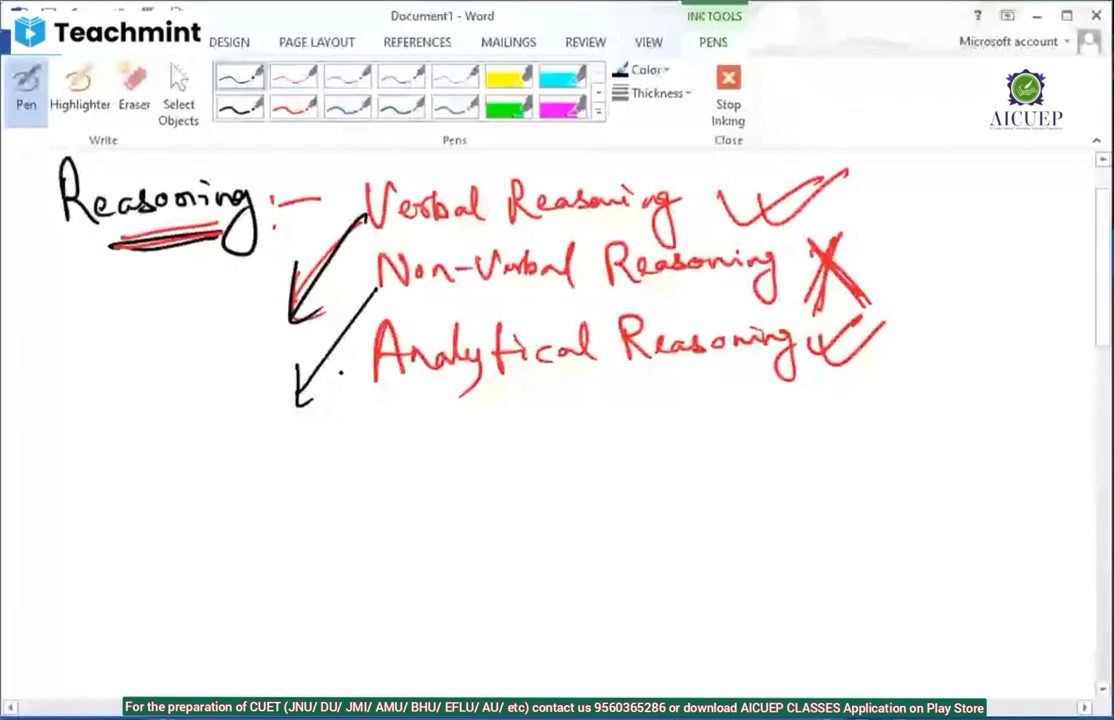 Document1 - Word
INK TOOLS
Teachmint
DESIGN PAGE LAYOUT REFERENCES MAILINGS REVIEW VIEW PENS
Microsoft account
Pen Highlighter Eraser Select Objects
Color
Thickness
Stop Inking
AICUEP
Write Pens Close
Reasoning :- Verbal Reasoning
Non-Verbal Reasoning
Analytical Reasoning
For the preparation of CUET (JNU/ DU/ JMI/ AMU/ BHU/ EFLU/ AU/ etc) contact us 9560365286 or download AICUEP CLASSES Application on Play Store